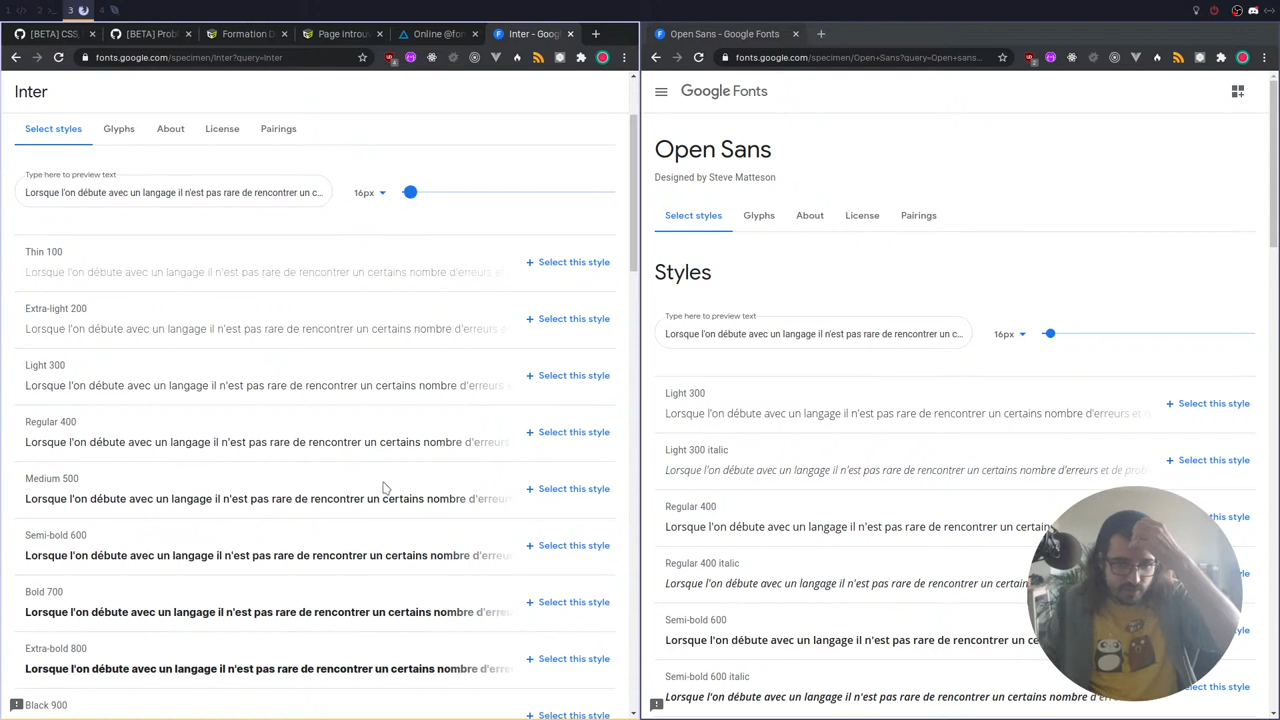 1
2
3
4
[BETA] CSS,
[BETA] Prob
Formation D
Page introuv
Online @fon
Inter - Goog
Open Sans - Google Fonts
fonts.google.com/specimen/Inter?query=Inter
fonts.google.com/specimen/Open+Sans?query=Open+sans...
Inter
Select styles
Glyphs
About
License
Pairings
Type here to preview text
Lorsque l'on débute avec un langage il n'est pas rare de rencontrer un c...
16px
Thin 100
Lorsque l'on débute avec un langage il n'est pas rare de rencontrer un certains nombre d'erreurs et
+ Select this style
Extra-light 200
Lorsque l'on débute avec un langage il n'est pas rare de rencontrer un certains nombre d'erreurs et
+ Select this style
Light 300
Lorsque l'on débute avec un langage il n'est pas rare de rencontrer un certains nombre d'erreurs e
+ Select this style
Regular 400
Lorsque l'on débute avec un langage il n'est pas rare de rencontrer un certains nombre d'erreurs
+ Select this style
Medium 500
Lorsque l'on débute avec un langage il n'est pas rare de rencontrer un certains nombre d'erreurs
+ Select this style
Semi-bold 600
Lorsque l'on débute avec un langage il n'est pas rare de rencontrer un certains nombre d'erreu
+ Select this style
Bold 700
Lorsque l'on débute avec un langage il n'est pas rare de rencontrer un certains nombre d'erreu
+ Select this style
Extra-bold 800
Lorsque l'on débute avec un langage il n'est pas rare de rencontrer un certains nombre d'erre
+ Select this style
Black 900
+ Select this style
Google Fonts
Open Sans
Designed by Steve Matteson
Select styles
Glyphs
About
License
Pairings
Styles
Type here to preview text
Lorsque l'on débute avec un langage il n'est pas rare de rencontrer un c...
16px
Light 300
Lorsque l'on débute avec un langage il n'est pas rare de rencontrer un certains nombre d'erreurs et de
+ Select this style
Light 300 italic
Lorsque l'on débute avec un langage il n'est pas rare de rencontrer un certains nombre d'erreurs et de prob
+ Select this style
Regular 400
Lorsque l'on débute avec un langage il n'est pas rare de rencontrer un certain
style
Regular 400 italic
Lorsque l'on débute avec un langage il n'est pas rare de rencontrer un certains
Semi-bold 600
Lorsque l'on débute avec un langage il n'est pas rare de rencontrer un ce
Semi-bold 600 italic
Lorsque l'on débute avec un langage il n'est pas rare de rencontrer un certains nombre d'e
ect this style